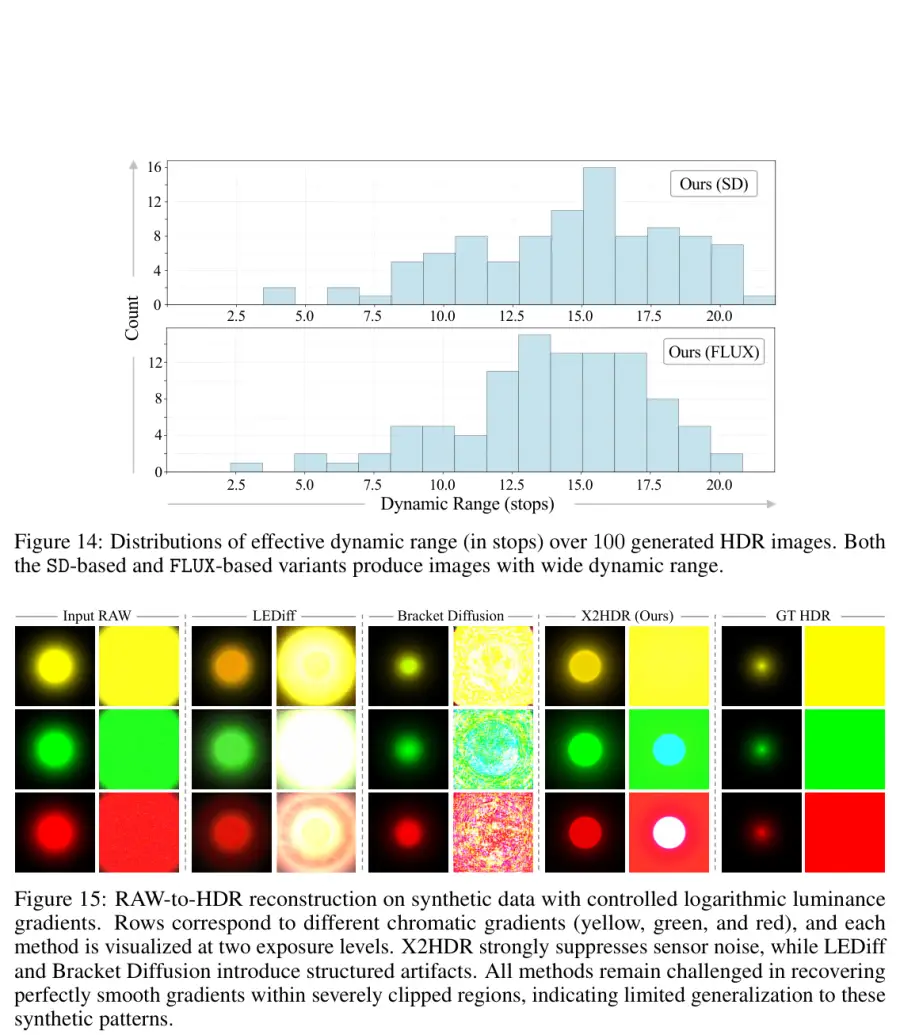 16
12
8
4
0
Ours (SD)
2.5 5.0 7.5 10.0 12.5 15.0 17.5 20.0
Count
12
8
4
0
Ours (FLUX)
2.5 5.0 7.5 10.0 12.5 15.0 17.5 20.0
Dynamic Range (stops)
Figure 14: Distributions of effective dynamic range (in stops) over 100 generated HDR images. Both
the SD-based and FLUX-based variants produce images with wide dynamic range.
Input RAW LEDiff Bracket Diffusion X2HDR (Ours) GT HDR
Figure 15: RAW-to-HDR reconstruction on synthetic data with controlled logarithmic luminance
gradients. Rows correspond to different chromatic gradients (yellow, green, and red), and each
method is visualized at two exposure levels. X2HDR strongly suppresses sensor noise, while LEDiff
and Bracket Diffusion introduce structured artifacts. All methods remain challenged in recovering
perfectly smooth gradients within severely clipped regions, indicating limited generalization to these
synthetic patterns.